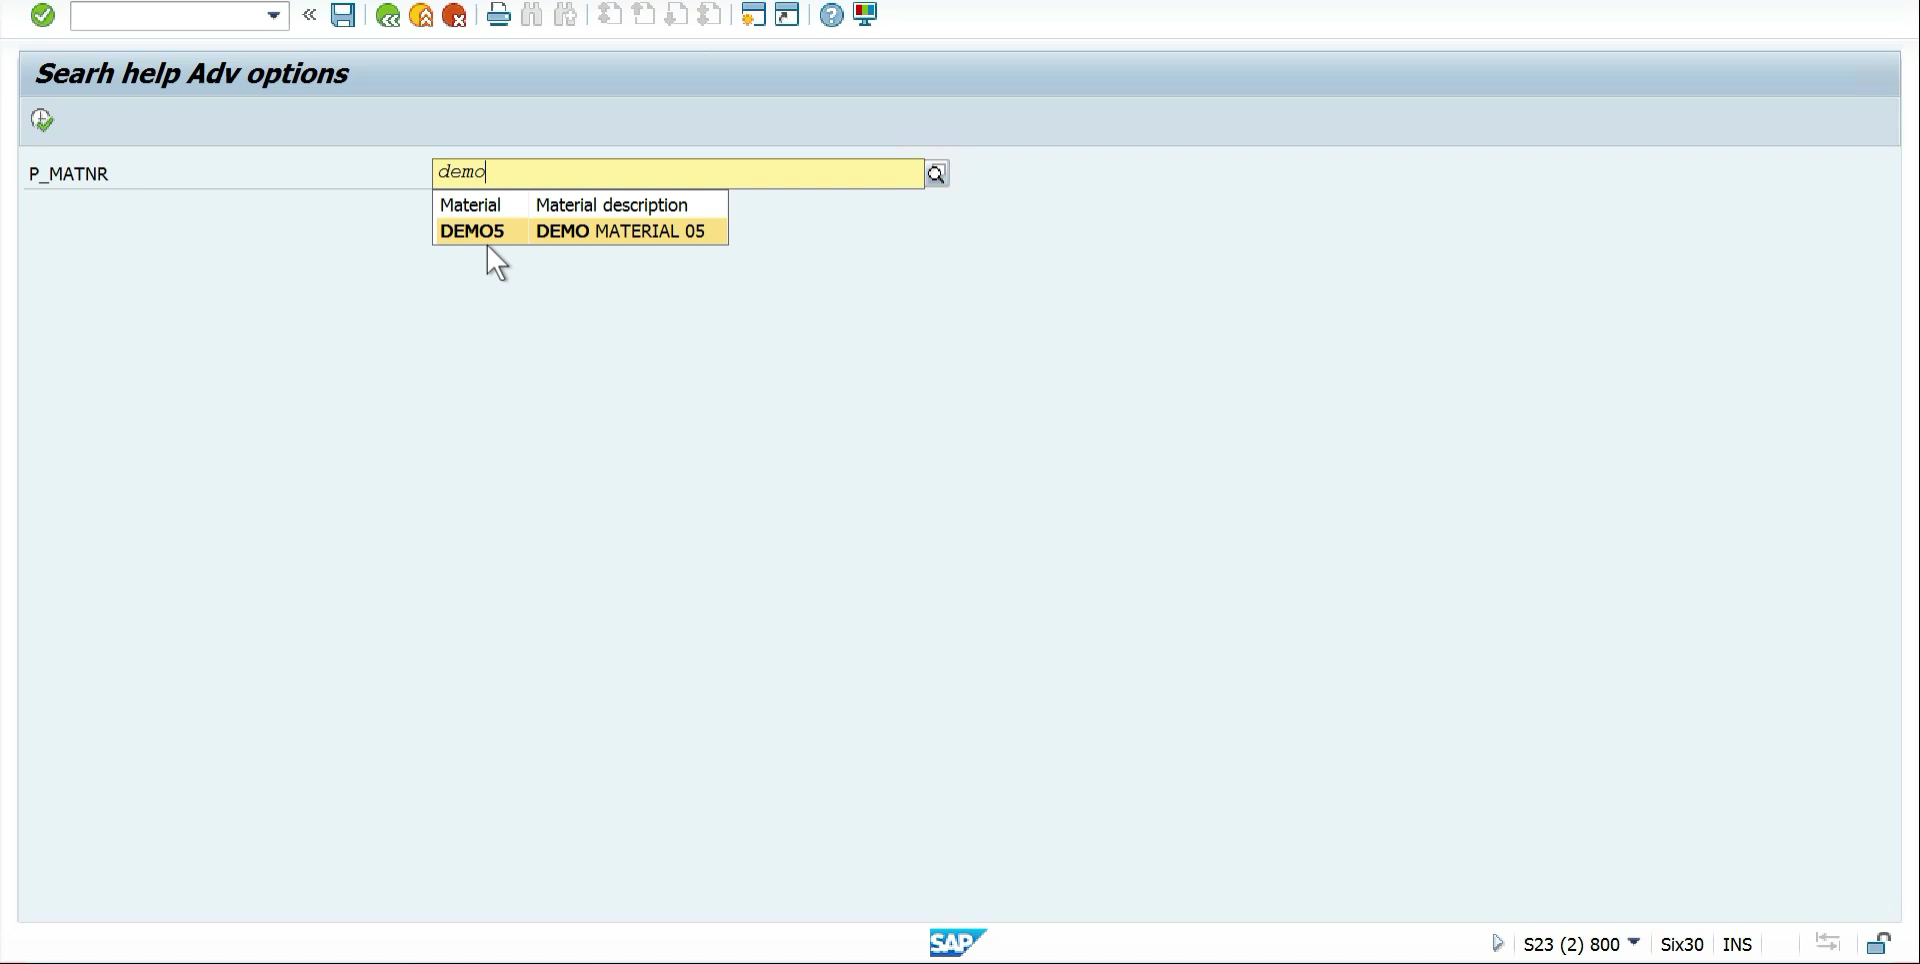 Searh help Adv options
P_MATNR
demo
Material Material description
DEMO5 DEMO MATERIAL 05
SAP
S23 (2) 800 Six30 INS